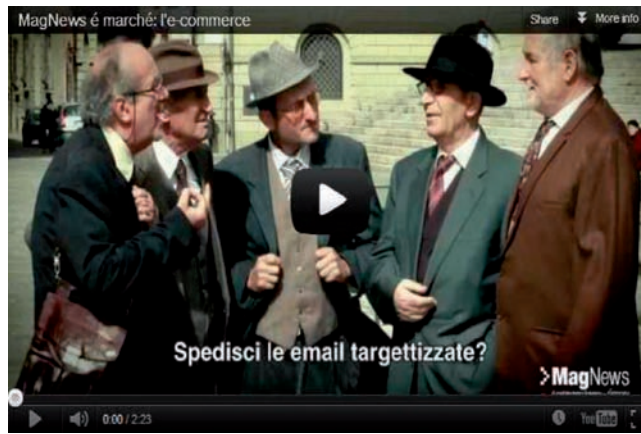 MagNews é marché: l'e-commerce
Share
More info
Spedisci le email targettizzate?
MagNews
0:00 / 2:23
YouTube